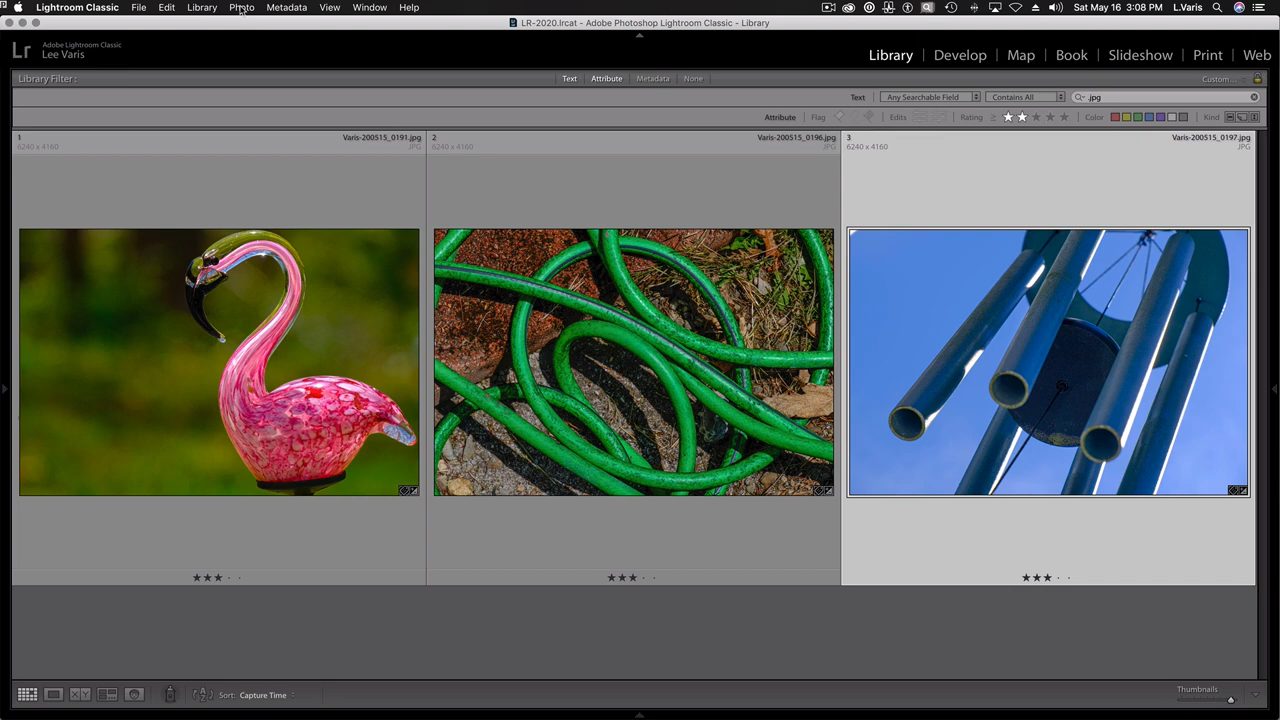 Lightroom Classic File Edit Library Photo Metadata View Window Help Sat May 16 3:08 PM L.Varis
LR-2020.lrcat - Adobe Photoshop Lightroom Classic - Library
Lr Adobe Lightroom Classic
Lee Varis
Library | Develop | Map | Book | Slideshow | Print | Web
Library Filter : Text Attribute Metadata None Custom...
Text Any Searchable Field Contains All .jpg
Attribute Flag Edits Rating ≥ ★ ★ ★ ★ ★ Color Kind
1 Varis-200515_0191.jpg 2 Varis-200515_0196.jpg 3 Varis-200515_0197.jpg
6240 x 4160 JPG 6240 x 4160 JPG 6240 x 4160 JPG
★★★ · · ★★★ · · ★★★ · ·
XY Sort: Capture Time Thumbnails